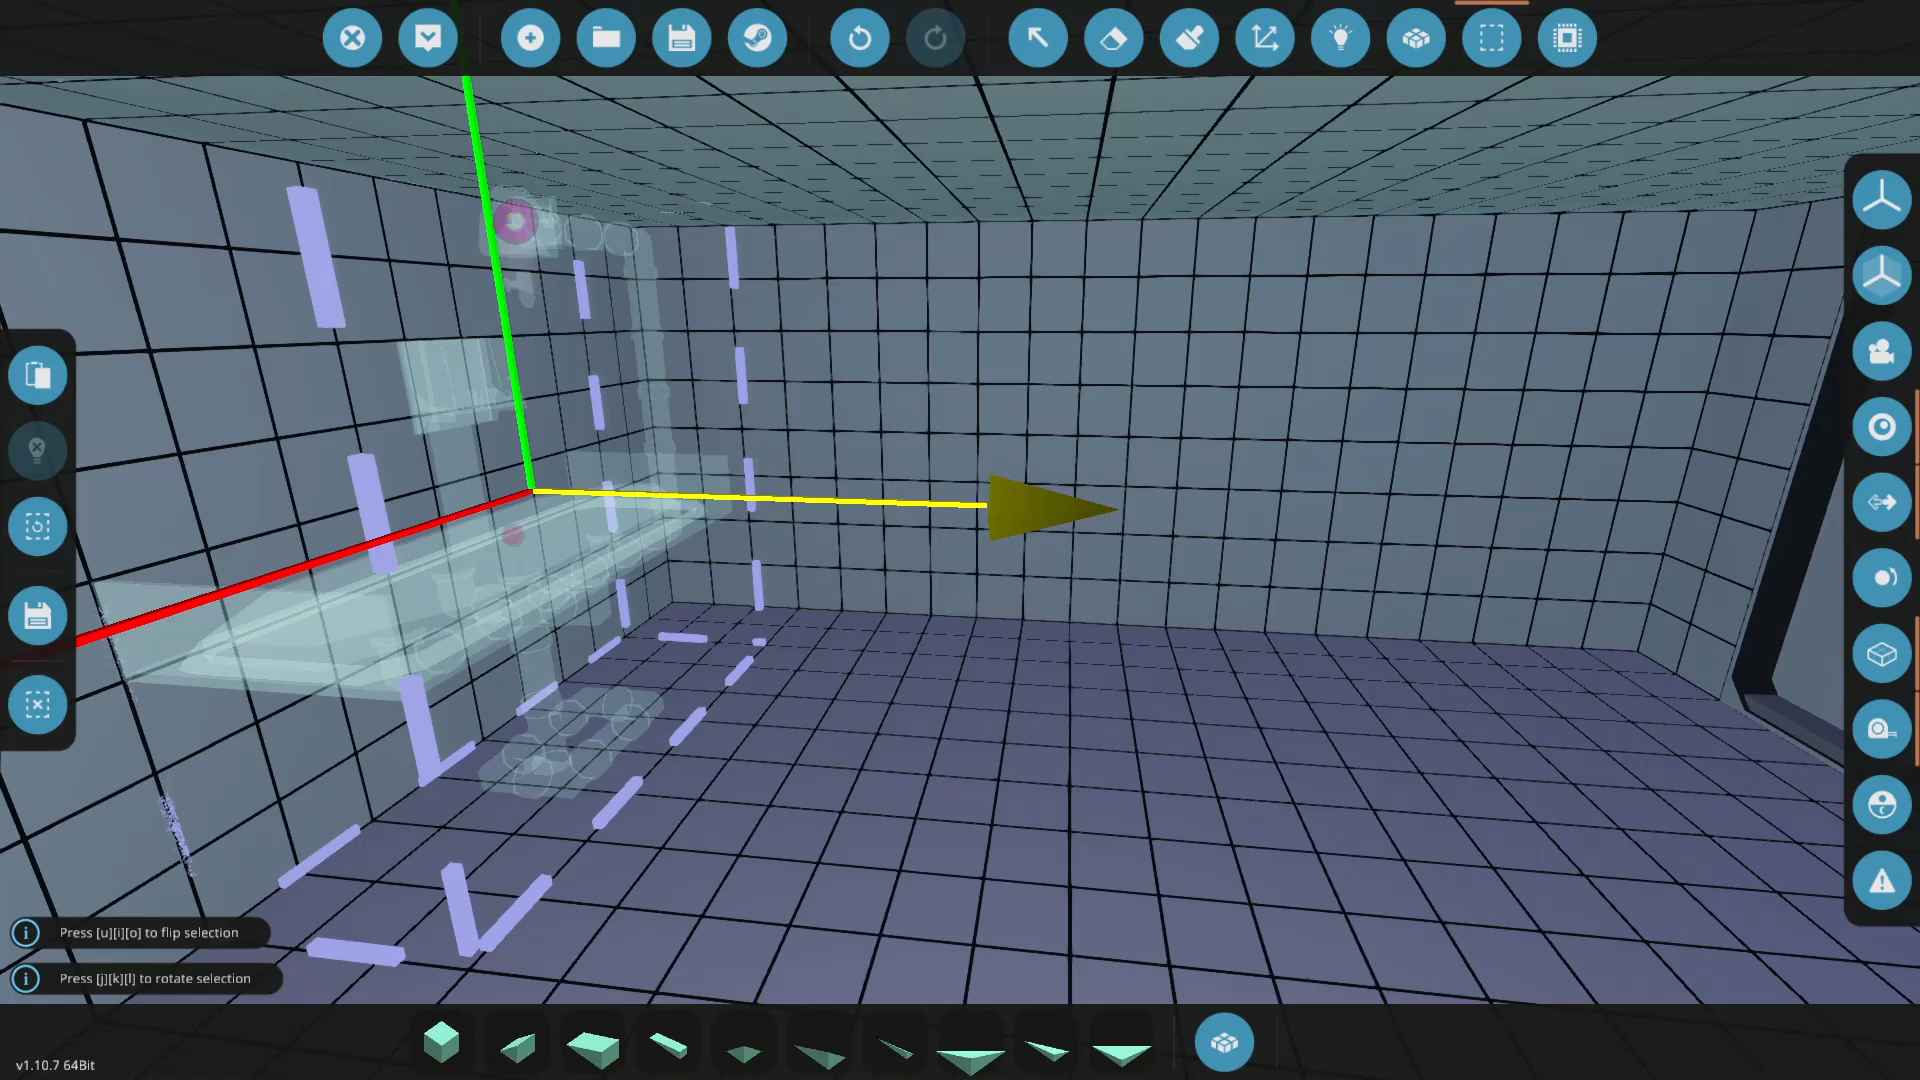 Press [u][i][o] to flip selection
Press [j][k][l] to rotate selection
v1.10.7 64Bit